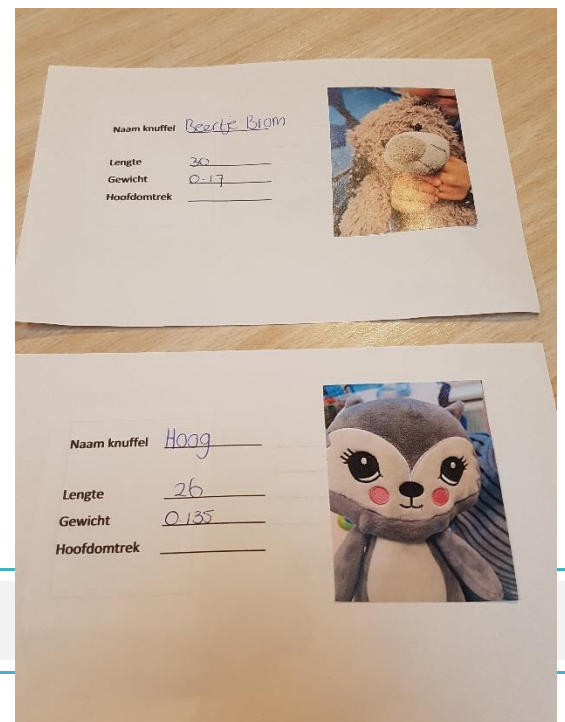 Naam knuffel Beertje Brom
Lengte 30
Gewicht 0.17
Hoofdomtrek
Naam knuffel Hoog
Lengte 26
Gewicht 0.135
Hoofdomtrek